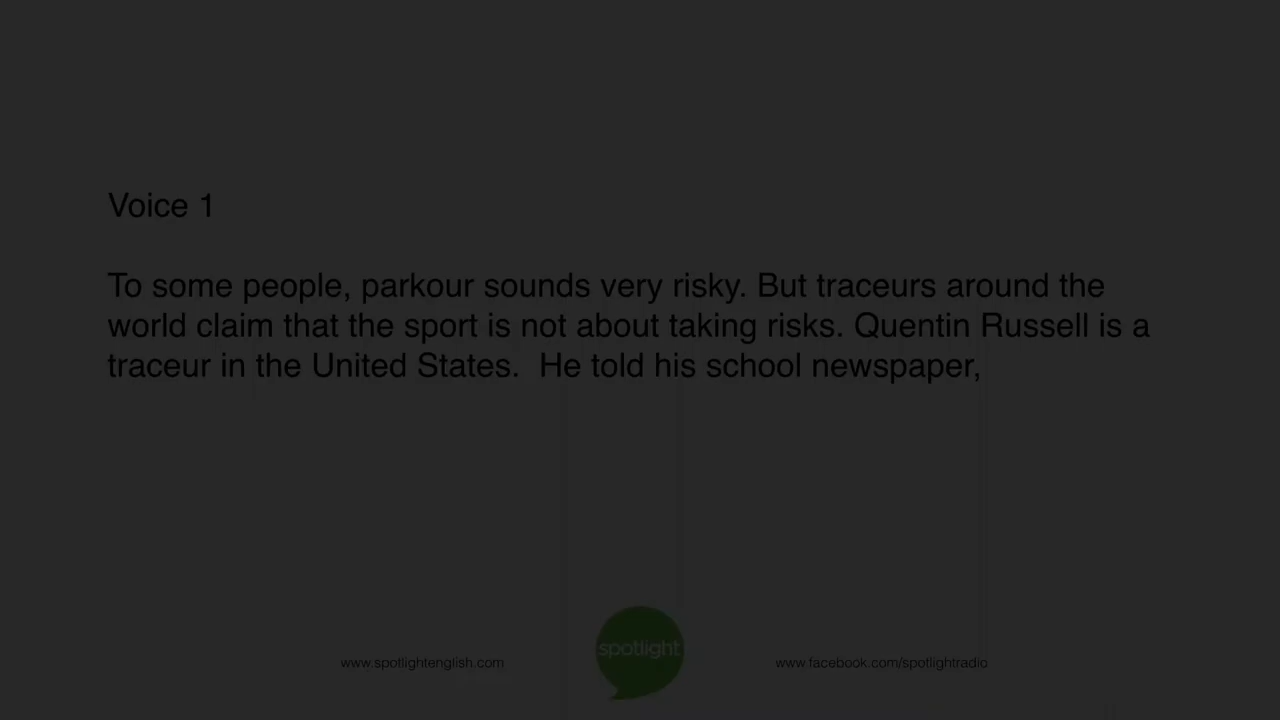 Voice 1
To some people, parkour sounds very risky. But traceurs around the
world claim that the sport is not about taking risks. Quentin Russell is a
traceur in the United States.  He told his school newspaper,
spotlight
www.spotlightenglish.com
www.facebook.com/spotlightradio